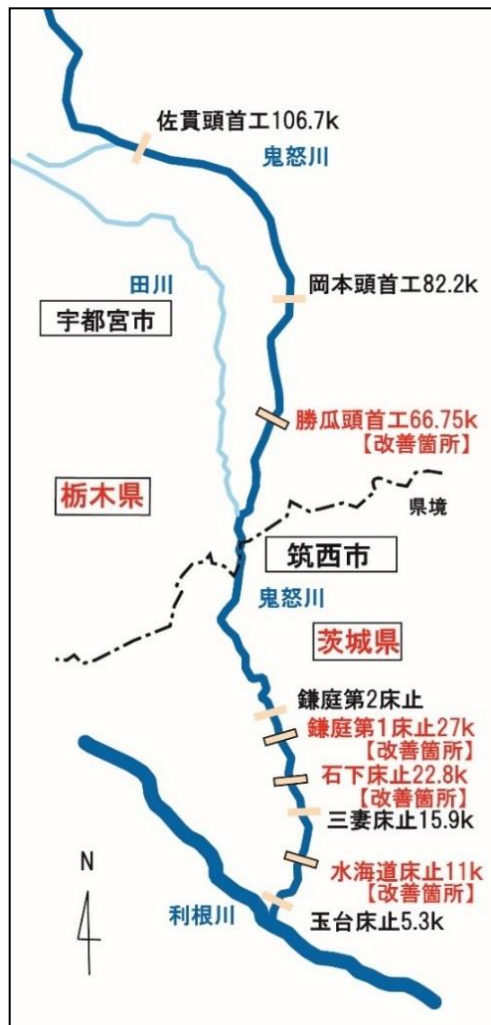 佐貫頭首工106.7k
鬼怒川
田川
岡本頭首工82.2k
宇都宮市
勝瓜頭首工66.75k
【改善箇所】
栃木県
県境
筑西市
鬼怒川
茨城県
鎌庭第2床止
鎌庭第1床止27k
【改善箇所】
石下床止22.8k
【改善箇所】
三妻床止15.9k
水海道床止11k
【改善箇所】
N
利根川
玉台床止5.3k